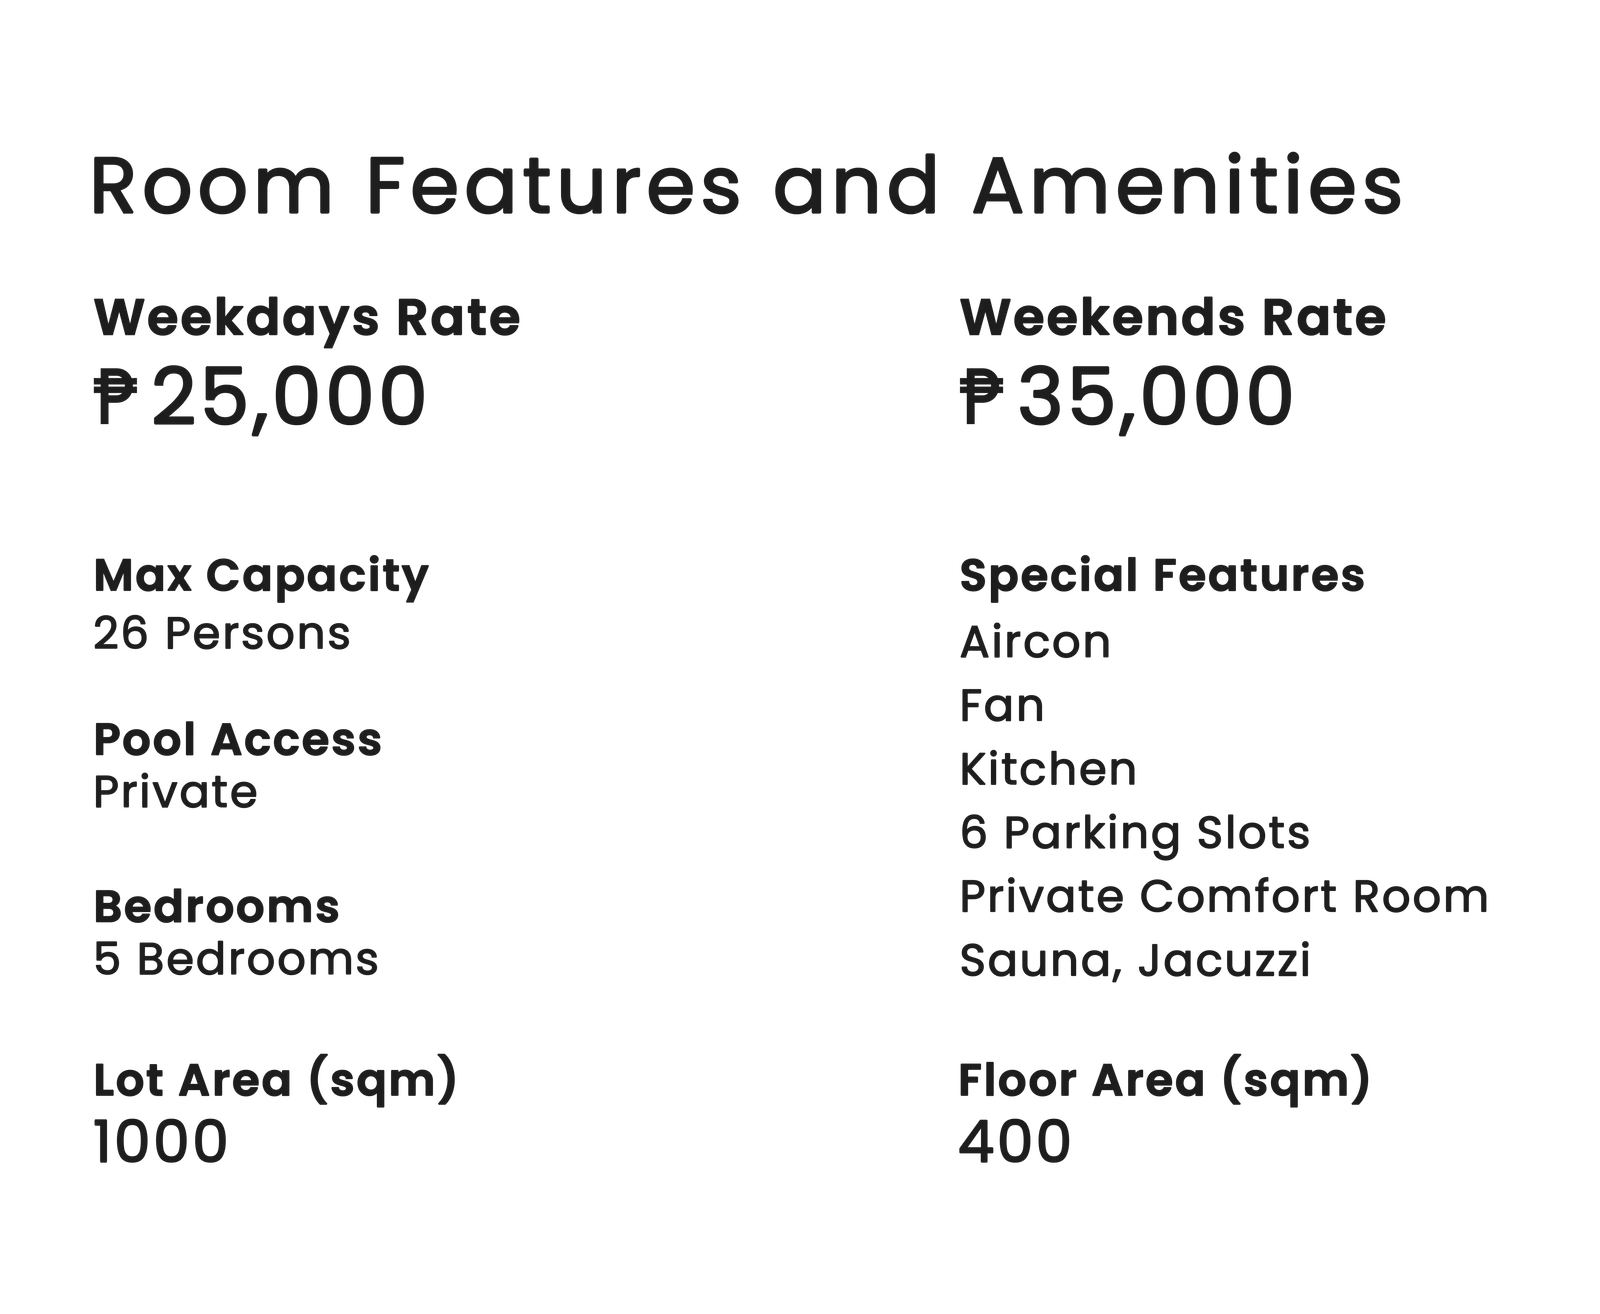 Room Features and Amenities
Weekdays Rate
₱ 25,000
Weekends Rate
₱ 35,000
Max Capacity
26 Persons
Pool Access
Private
Bedrooms
5 Bedrooms
Special Features
Aircon
Fan
Kitchen
6 Parking Slots
Private Comfort Room
Sauna, Jacuzzi
Lot Area (sqm)
1000
Floor Area (sqm)
400